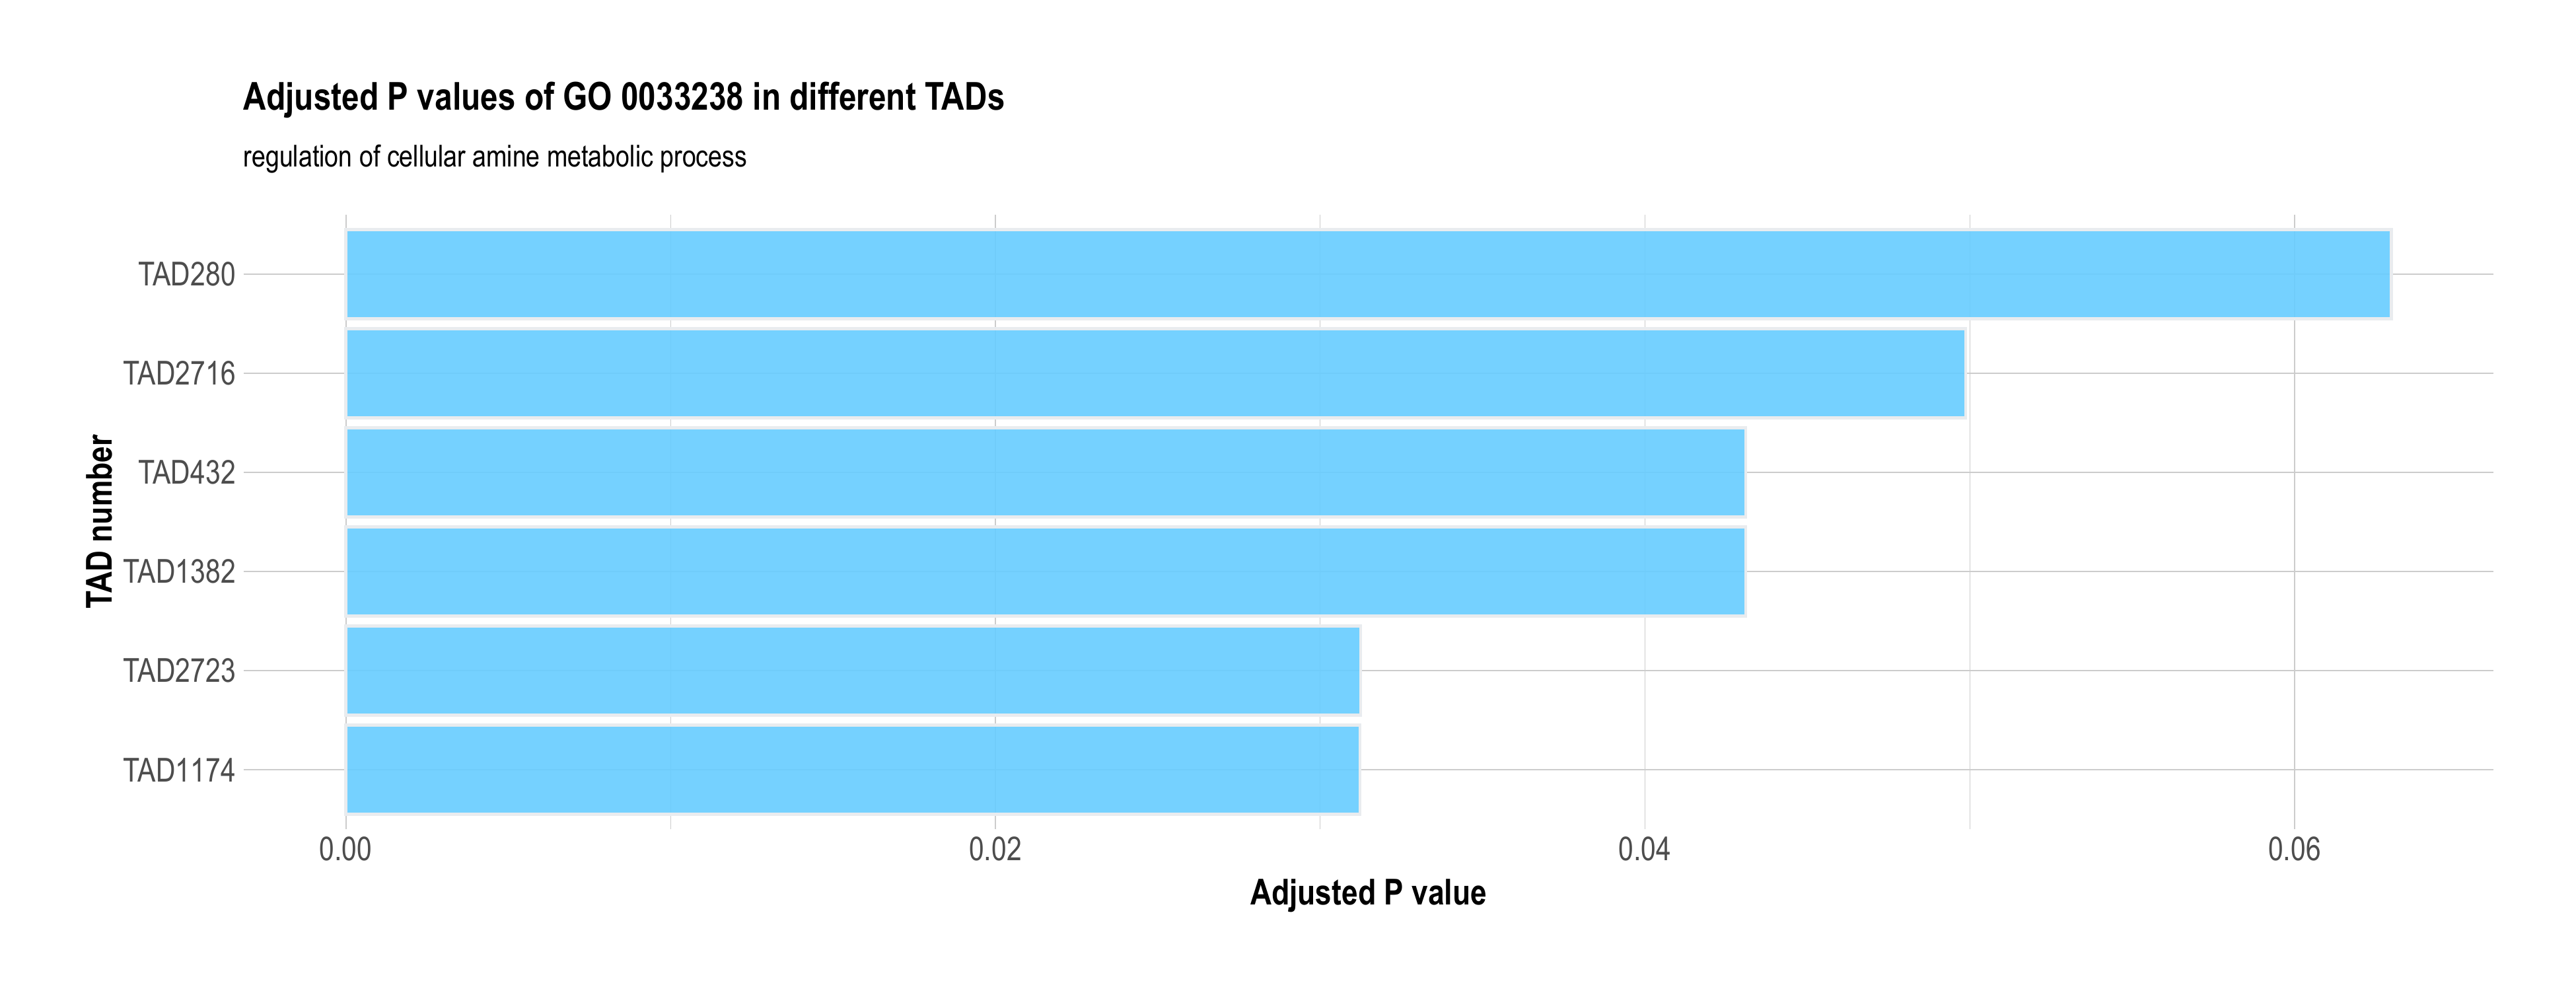 Adjusted P values of GO 0033238 in different TADs
regulation of cellular amine metabolic process
TAD number
TAD280
TAD2716
TAD432
TAD1382
TAD2723
TAD1174
0.00 0.02 0.04 0.06
Adjusted P value